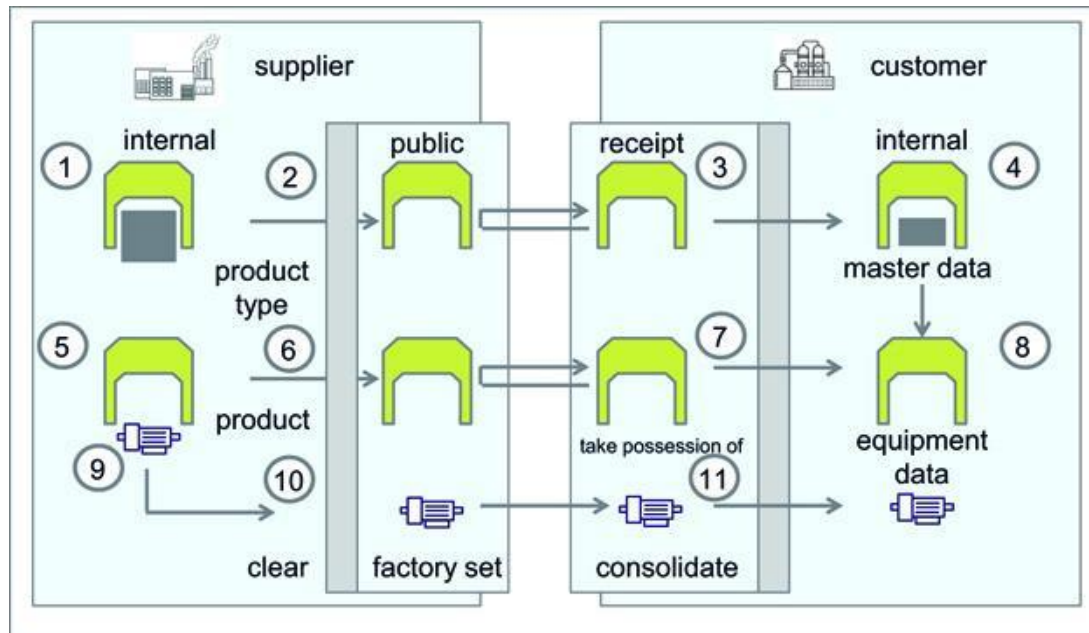 supplier
customer
internal
public
receipt
internal
1
2
3
4
product
type
master data
5
6
7
8
product
take possession of
equipment
data
9
10
11
clear
factory set
consolidate